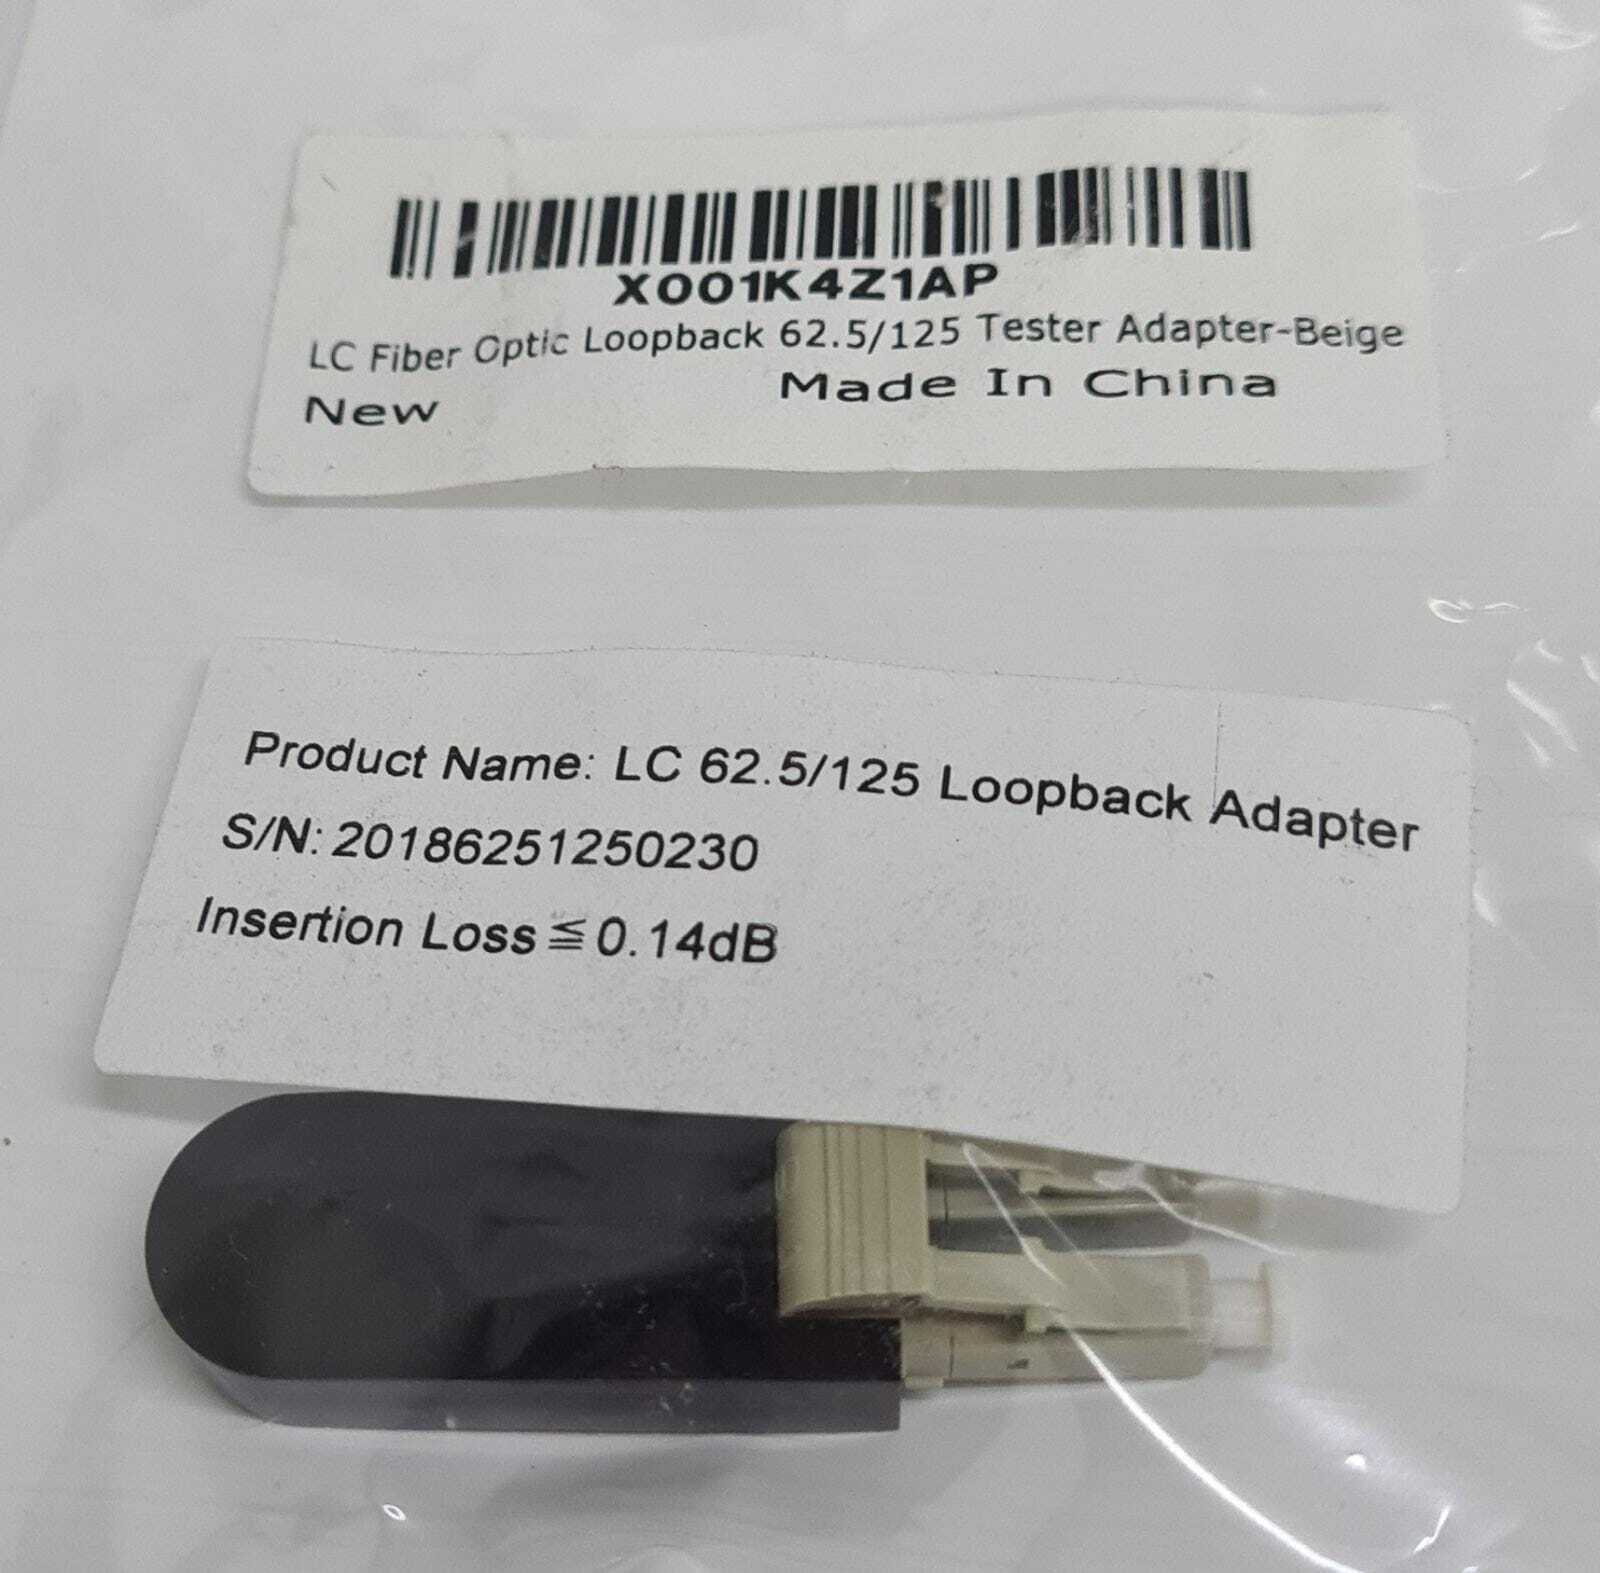 X001K4Z1AP
LC Fiber Optic Loopback 62.5/125 Tester Adapter-Beige
New Made In China
Product Name: LC 62.5/125 Loopback Adapter
S/N: 20186251250230
Insertion Loss≦0.14dB